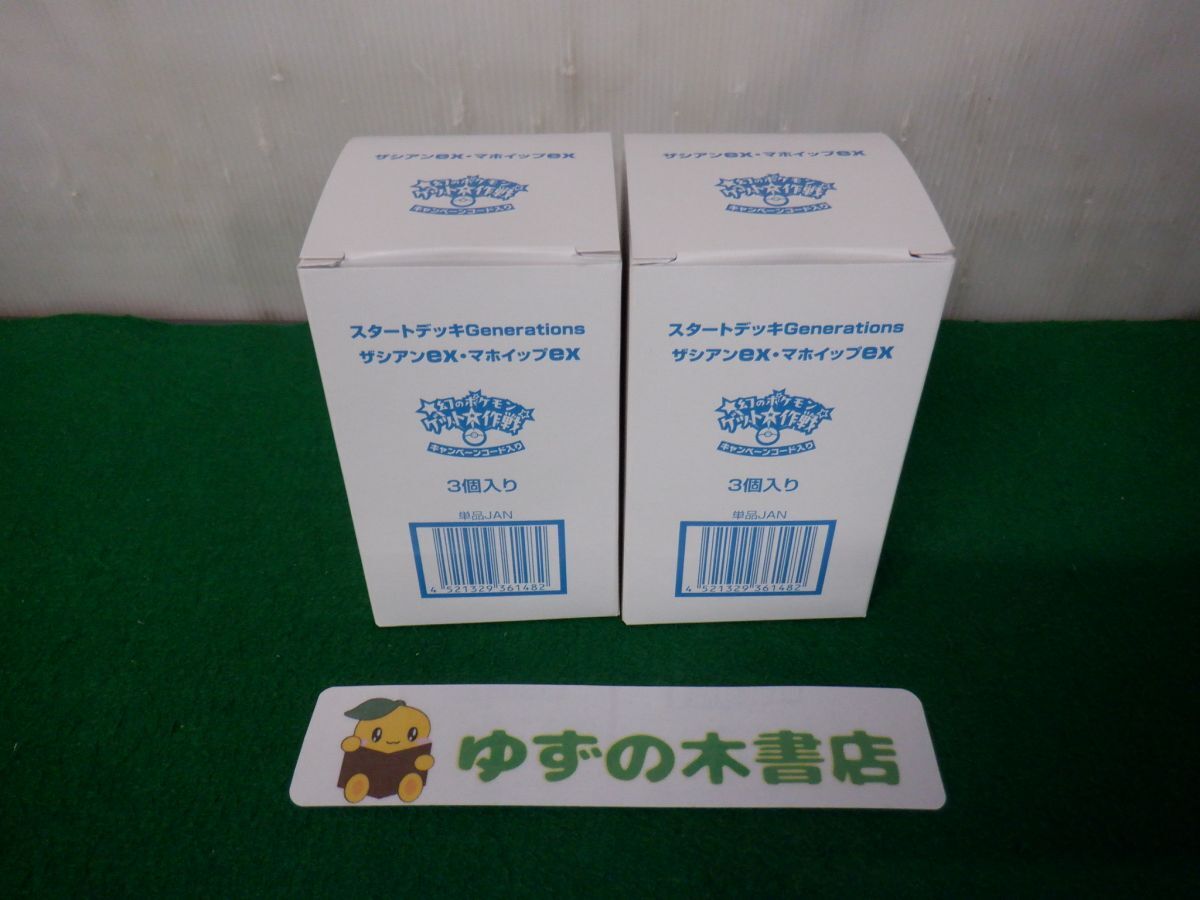 ザシアンex・マホイップex
幻のポケモン
ゲット大作戦
キャンペーンコード入り
スタートデッキGenerations
ザシアンex・マホイップex
幻のポケモン
ゲット大作戦
キャンペーンコード入り
3個入り
単品JAN
4 521329 361482
ザシアンex・マホイップex
幻のポケモン
ゲット大作戦
キャンペーンコード入り
スタートデッキGenerations
ザシアンex・マホイップex
幻のポケモン
ゲット大作戦
キャンペーンコード入り
3個入り
単品JAN
4 521329 361482
ゆずの木書店